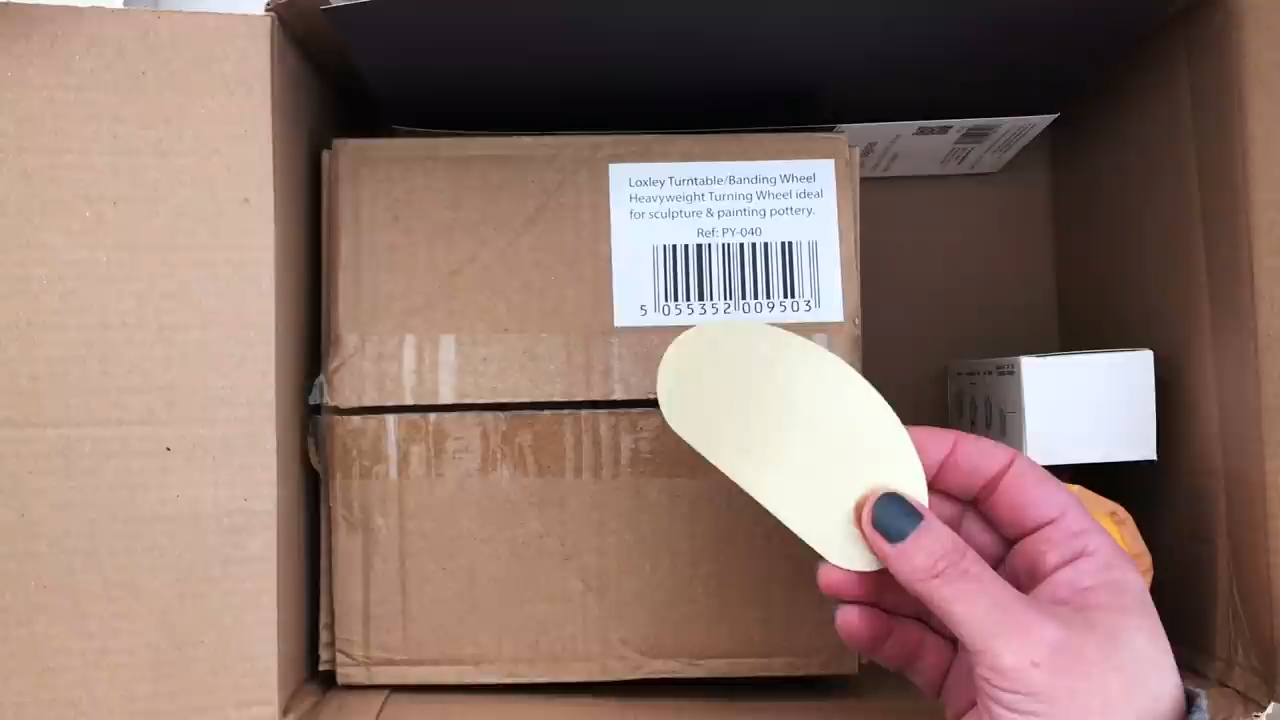 Loxley Turntable/Banding Wheel
Heavyweight Turning Wheel ideal
for sculpture & painting pottery.
Ref: PY-040
5 055352 009503